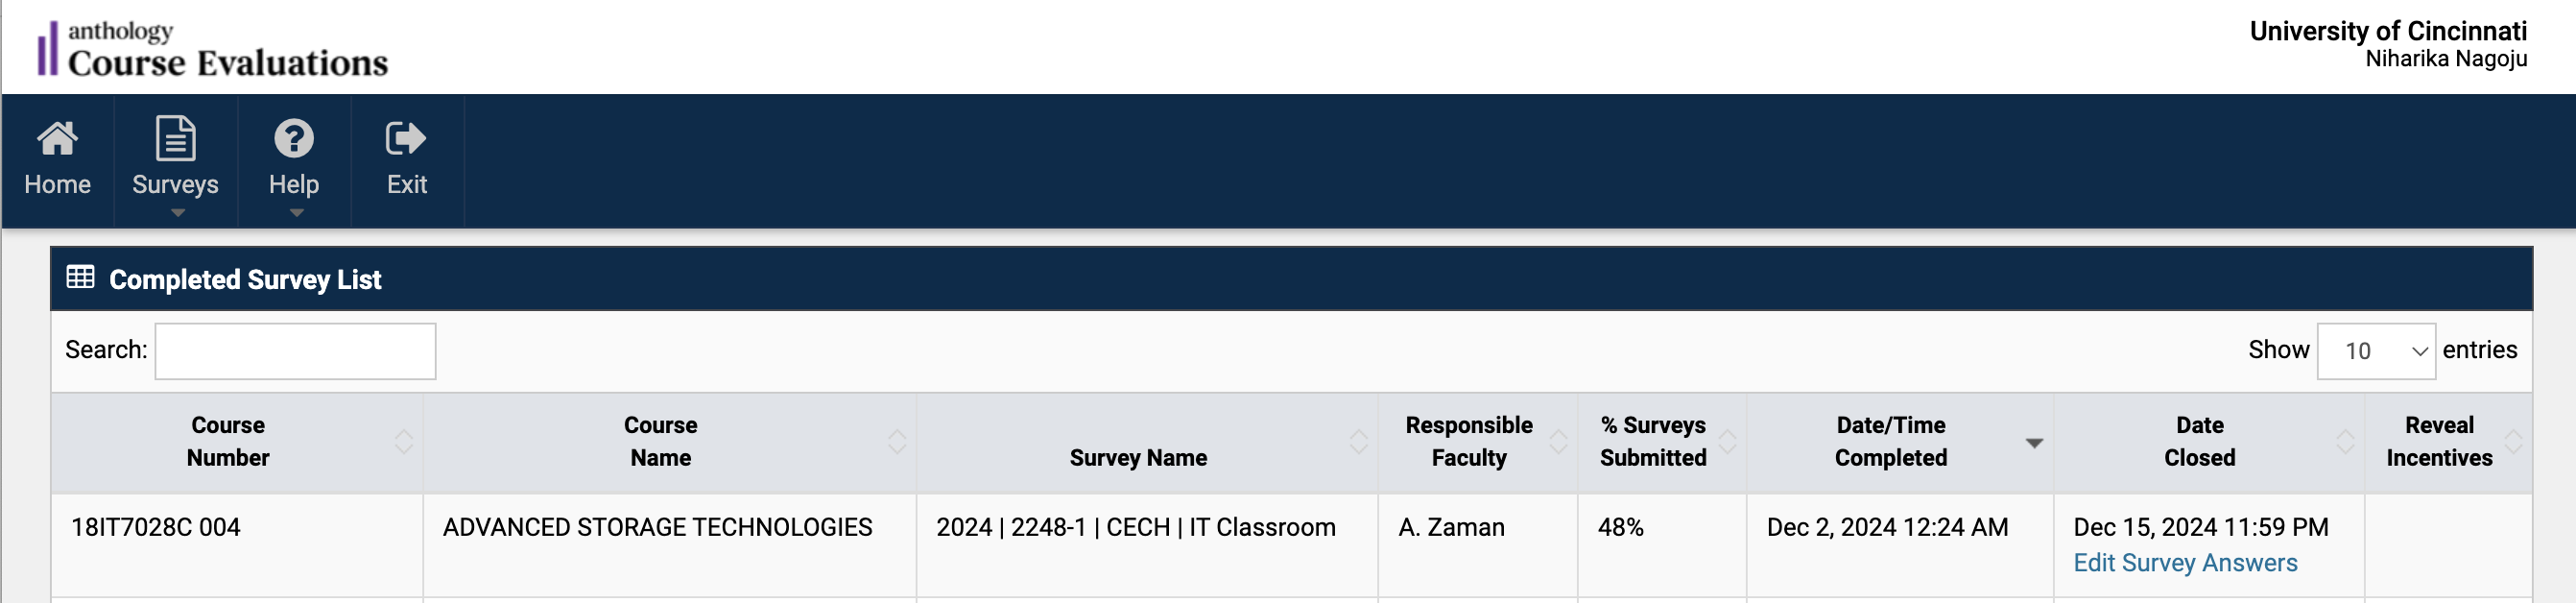 anthology
Course Evaluations
University of Cincinnati
Niharika Nagoju
Home
Surveys
Help
Exit
Completed Survey List
Search:
Show 10 entries
Course Number
Course Name
Survey Name
Responsible Faculty
% Surveys Submitted
Date/Time Completed
Date Closed
Reveal Incentives
18IT7028C 004
ADVANCED STORAGE TECHNOLOGIES
2024 | 2248-1 | CECH | IT Classroom
A. Zaman
48%
Dec 2, 2024 12:24 AM
Dec 15, 2024 11:59 PM
Edit Survey Answers